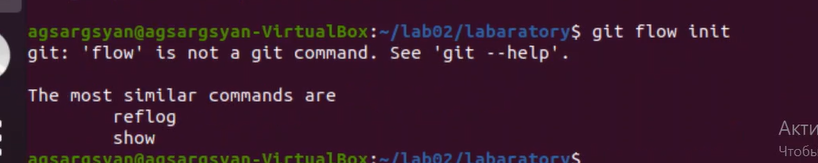 agsargsyan@agsargsyan-VirtualBox:~/lab02/labaratory$ git flow init
git: 'flow' is not a git command. See 'git --help'.
The most similar commands are
reflog
show
Акти
Чтобы
agsargsyan@agsargsyan-VirtualBox:~/lab02/labaratory$